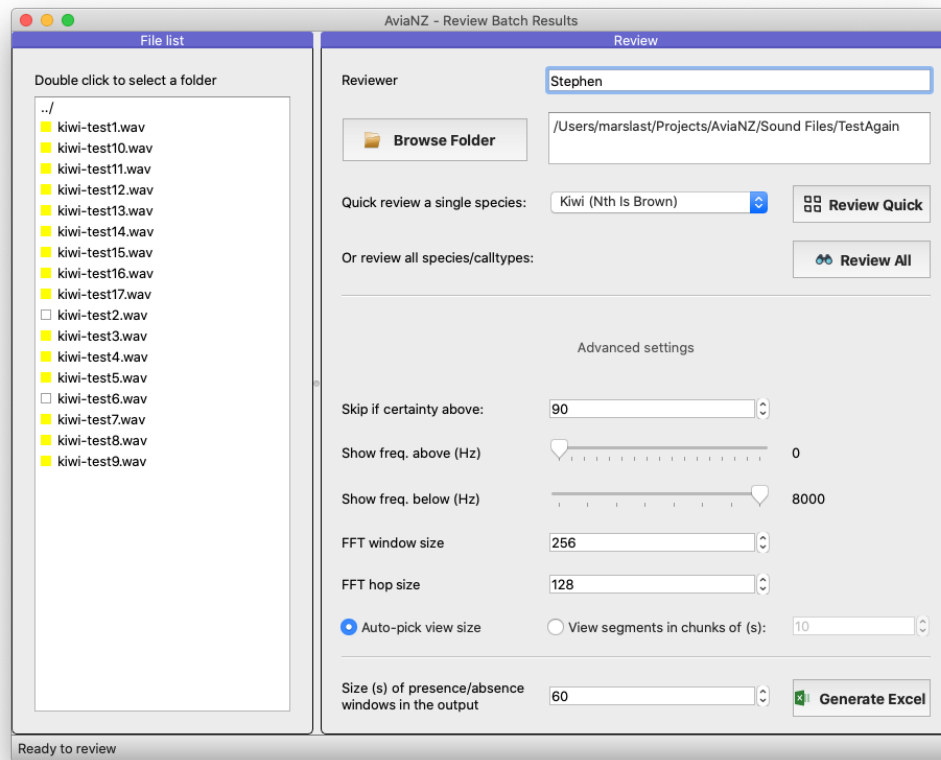 AviaNZ - Review Batch Results
File list
Double click to select a folder
../
kiwi-test1.wav
kiwi-test10.wav
kiwi-test11.wav
kiwi-test12.wav
kiwi-test13.wav
kiwi-test14.wav
kiwi-test15.wav
kiwi-test16.wav
kiwi-test17.wav
kiwi-test2.wav
kiwi-test3.wav
kiwi-test4.wav
kiwi-test5.wav
kiwi-test6.wav
kiwi-test7.wav
kiwi-test8.wav
kiwi-test9.wav
Review
Reviewer Stephen
Browse Folder /Users/marslast/Projects/AviaNZ/Sound Files/TestAgain
Quick review a single species: Kiwi (Nth Is Brown) Review Quick
Or review all species/calltypes: Review All
Advanced settings
Skip if certainty above: 90
Show freq. above (Hz) 0
Show freq. below (Hz) 8000
FFT window size 256
FFT hop size 128
Auto-pick view size View segments in chunks of (s): 10
Size (s) of presence/absence
windows in the output 60 Generate Excel
Ready to review